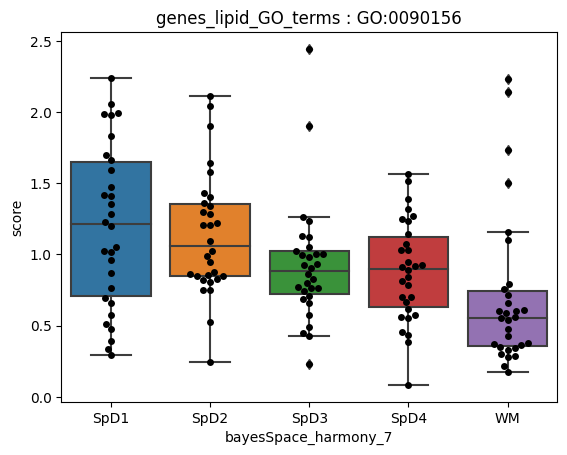 genes_lipid_GO_terms : GO:0090156
2.5
2.0
1.5
1.0
0.5
0.0
score
SpD1 SpD2 SpD3 SpD4 WM
bayesSpace_harmony_7